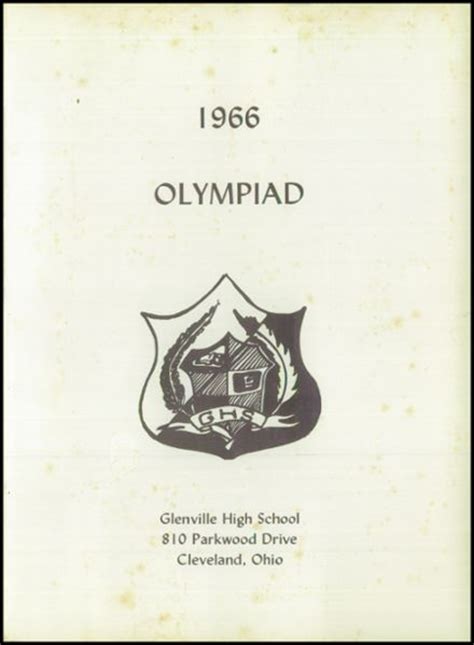 1966
OLYMPIAD
GHS
Glenville High School
810 Parkwood Drive
Cleveland, Ohio